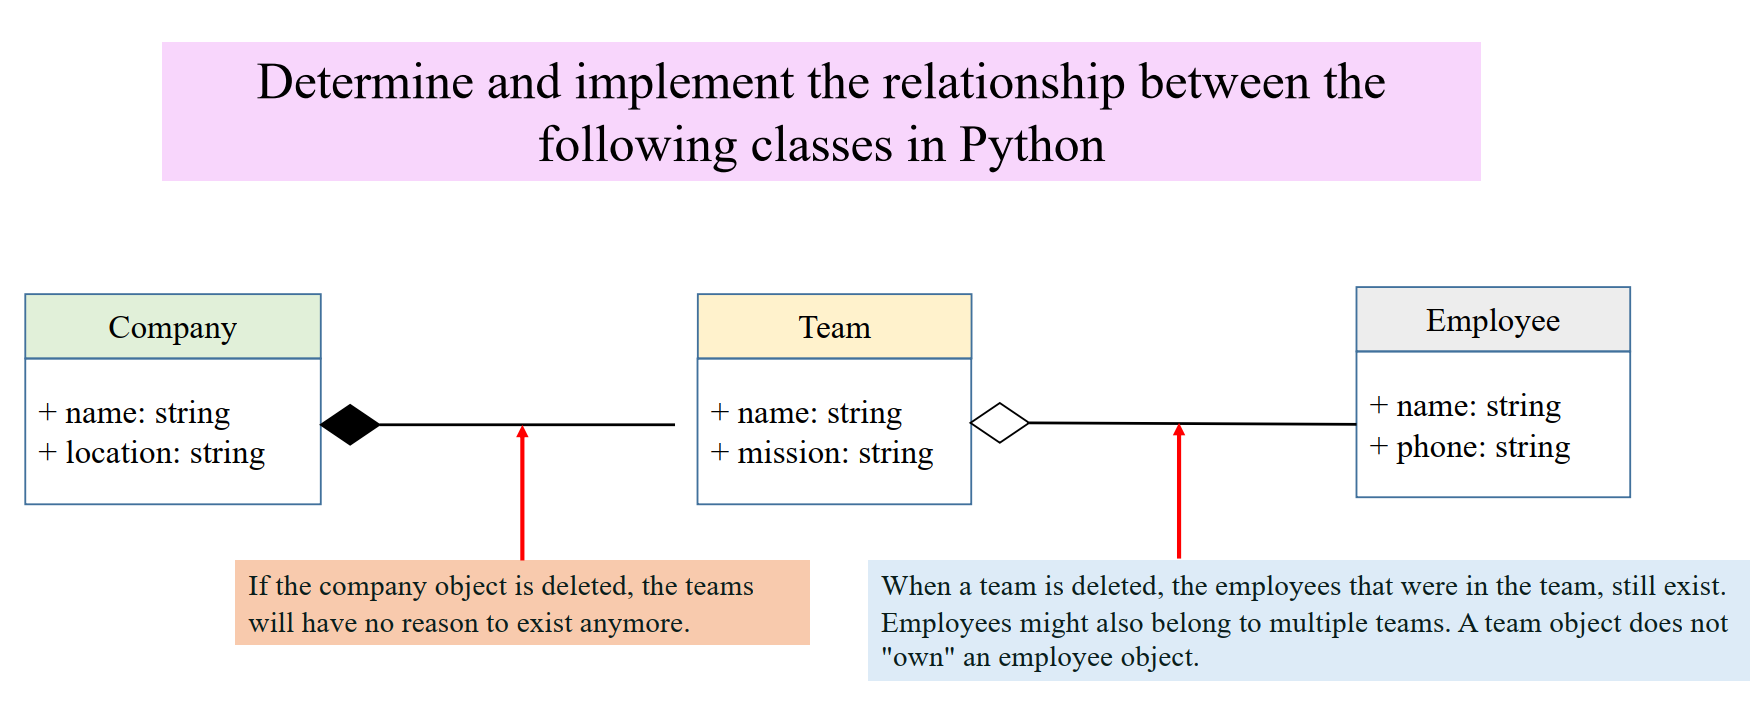 Determine and implement the relationship between the
following classes in Python
Company
+ name: string
+ location: string
Team
+ name: string
+ mission: string
Employee
+ name: string
+ phone: string
If the company object is deleted, the teams
will have no reason to exist anymore.
When a team is deleted, the employees that were in the team, still exist.
Employees might also belong to multiple teams. A team object does not
"own" an employee object.